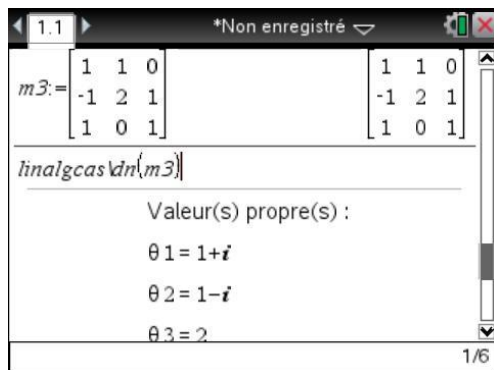 1.1 *Non enregistré
m3:= [1 1 0 [1 1 0
-1 2 1 -1 2 1
1 0 1] 1 0 1]
linalgcas\dn(m3)
Valeur(s) propre(s) :
θ1=1+i
θ2=1−i
θ3=2
1/6